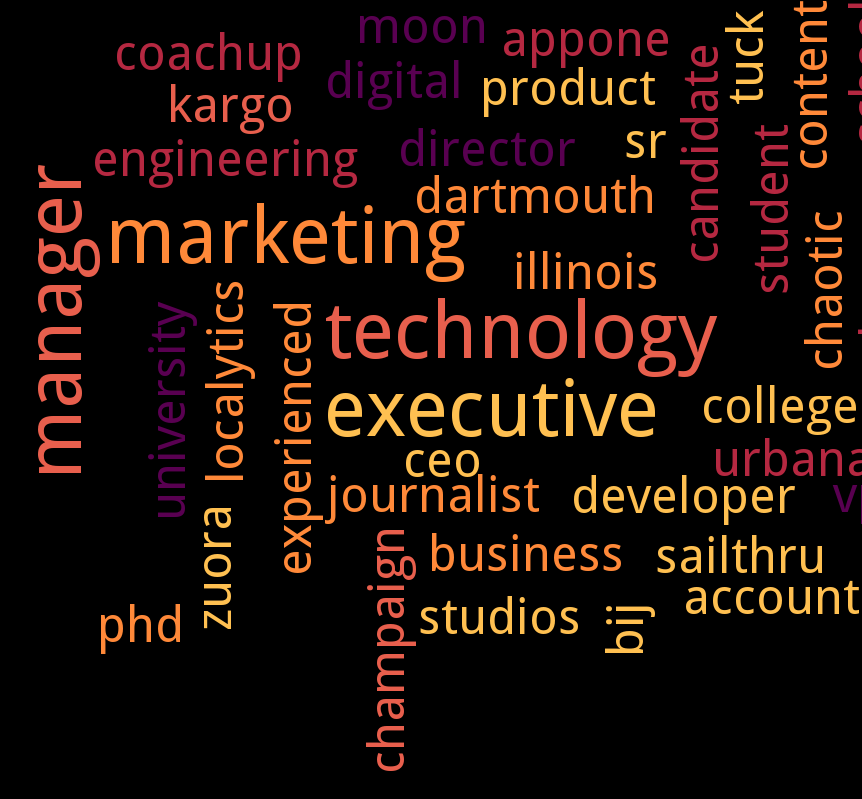 moon
coachup
appone
tuck
content
digital
product
kargo
candidate
director
sr
engineering
student
dartmouth
manager
marketing
chaotic
illinois
university
localytics
experienced
technology
executive
college
ceo
urbana
journalist
developer
zuora
champaign
business
sailthru
account
phd
studios
bij